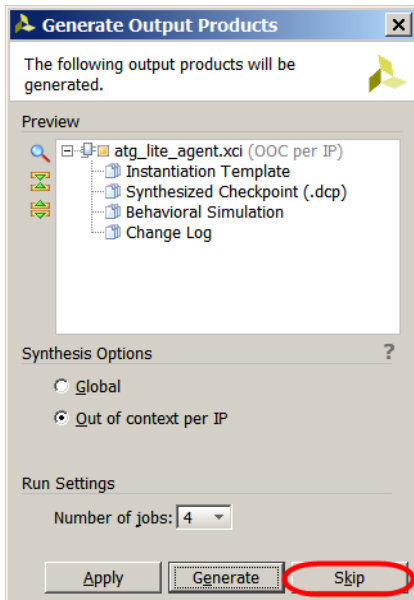 Generate Output Products
The following output products will be
generated.
Preview
atg_lite_agent.xci (OOC per IP)
Instantiation Template
Synthesized Checkpoint (.dcp)
Behavioral Simulation
Change Log
Synthesis Options
?
Global
Out of context per IP
Run Settings
Number of jobs: 4
Apply Generate Skip